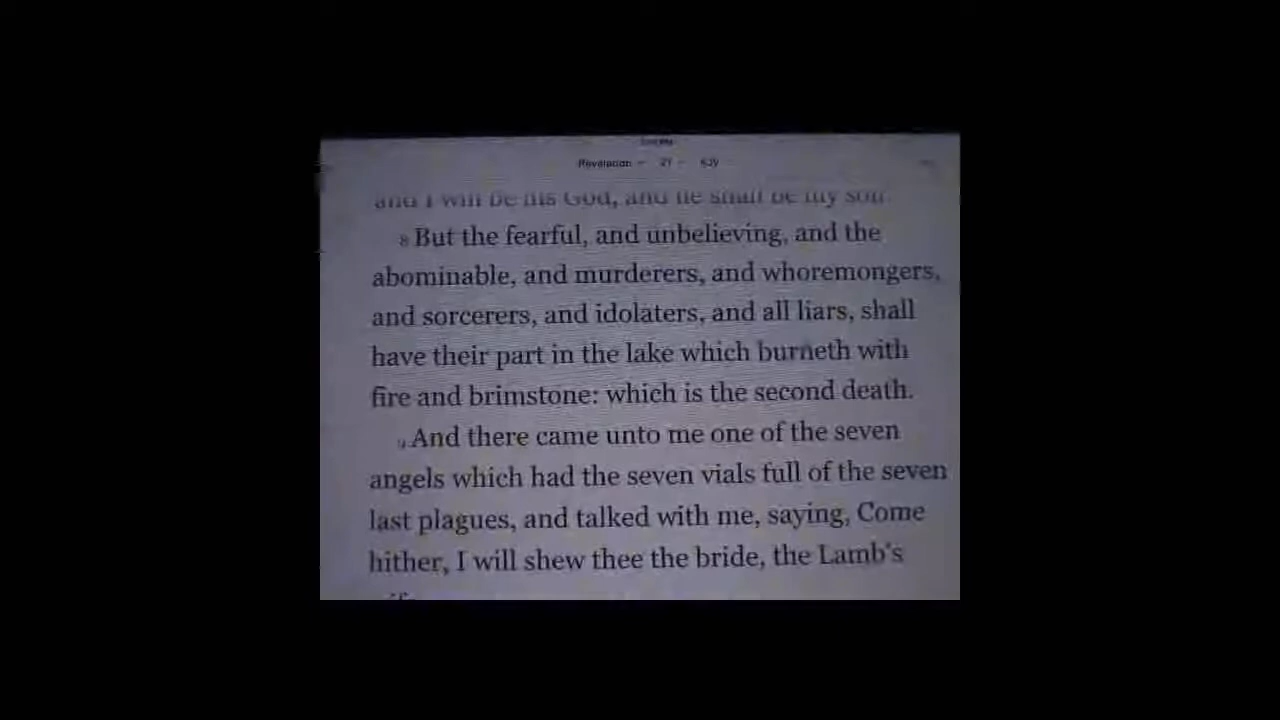 Revelation 21 KJV
and I will be his God, and he shall be my son.
8 But the fearful, and unbelieving, and the
abominable, and murderers, and whoremongers,
and sorcerers, and idolaters, and all liars, shall
have their part in the lake which burneth with
fire and brimstone: which is the second death.
9 And there came unto me one of the seven
angels which had the seven vials full of the seven
last plagues, and talked with me, saying, Come
hither, I will shew thee the bride, the Lamb's